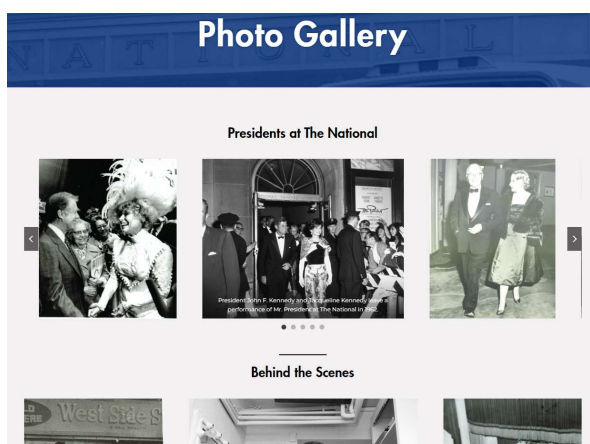 Photo Gallery
NATIONAL
Presidents at The National
President John F. Kennedy and Jacqueline Kennedy leave a
performance of Mr. President at The National in 1962.
Behind the Scenes
West Side S